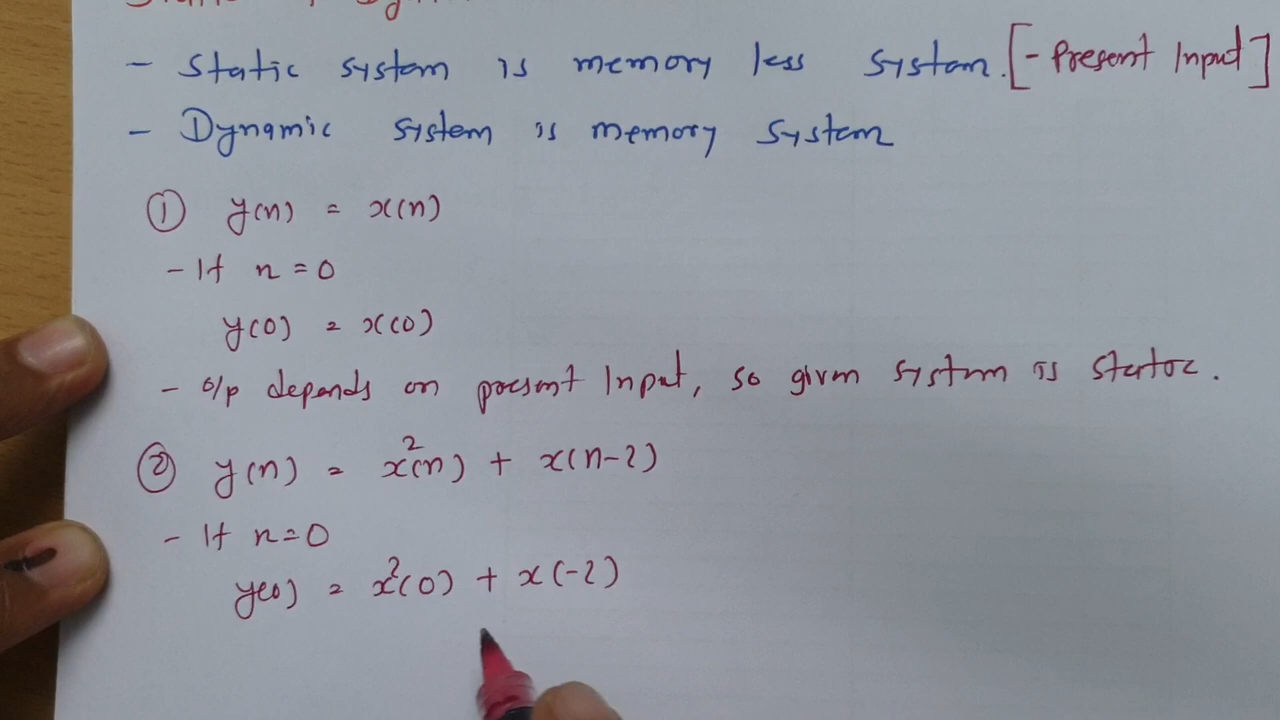 - Static system is memory less system. [- Present Input]
- Dynamic system is memory system
① y(n) = x(n)
- If n = 0
y(0) = x(0)
- o/p depends on present Input, so given system is static.
② y(n) = x²(n) + x(n-2)
- If n=0
y(0) = x²(0) + x(-2)